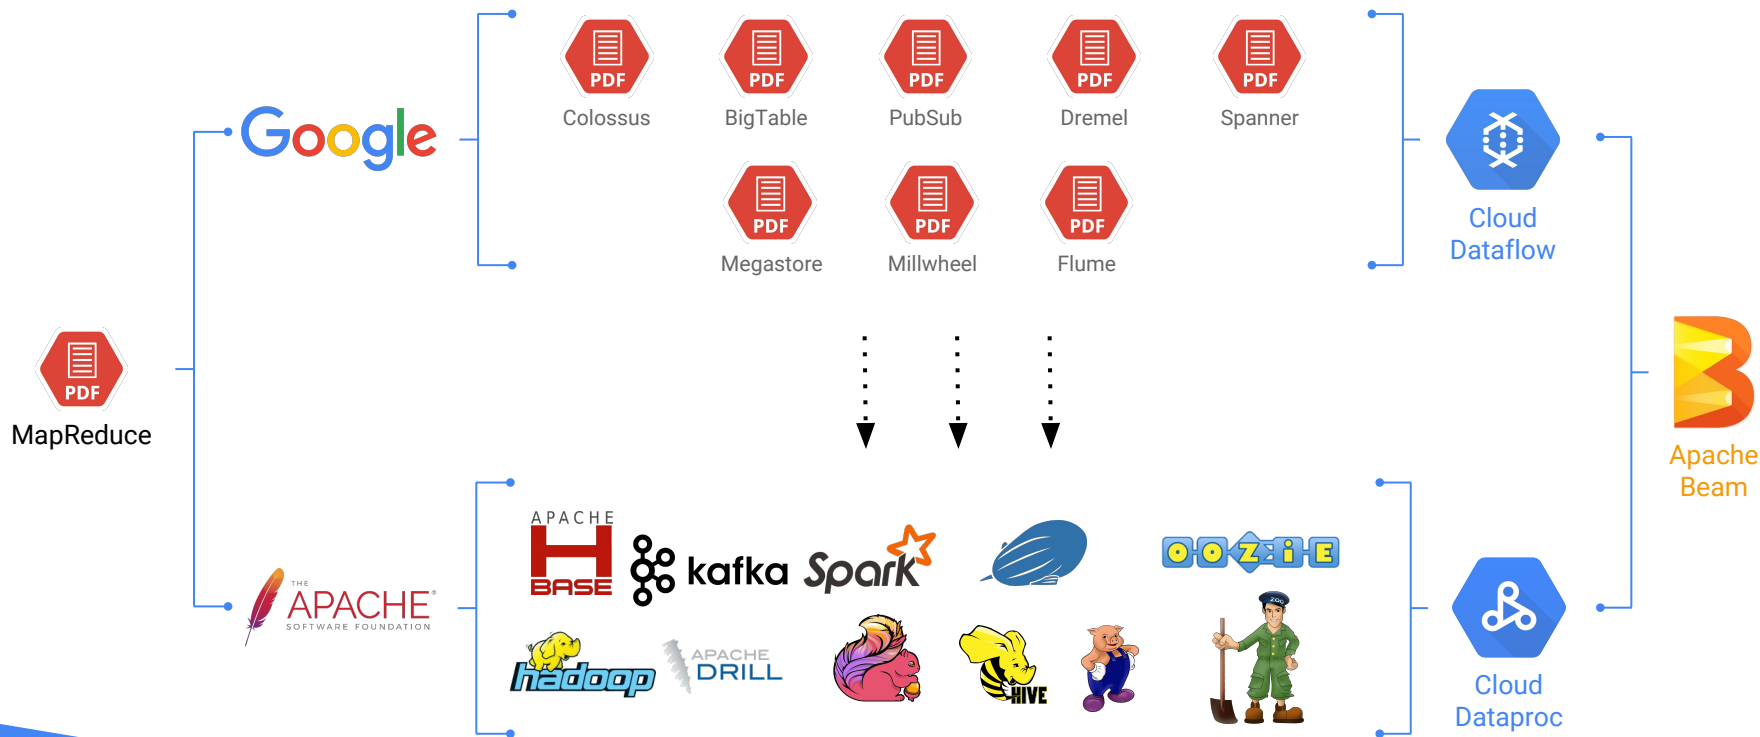 PDF
Colossus
PDF
BigTable
PDF
PubSub
PDF
Dremel
PDF
Spanner
Google
PDF
Megastore
PDF
Millwheel
PDF
Flume
Cloud
Dataflow
PDF
MapReduce
Apache
Beam
THE
APACHE®
SOFTWARE FOUNDATION
APACHE
H
BASE
kafka
Spark
OOZiE
ZOO
hadoop
APACHE
DRILL
HIVE
Cloud
Dataproc